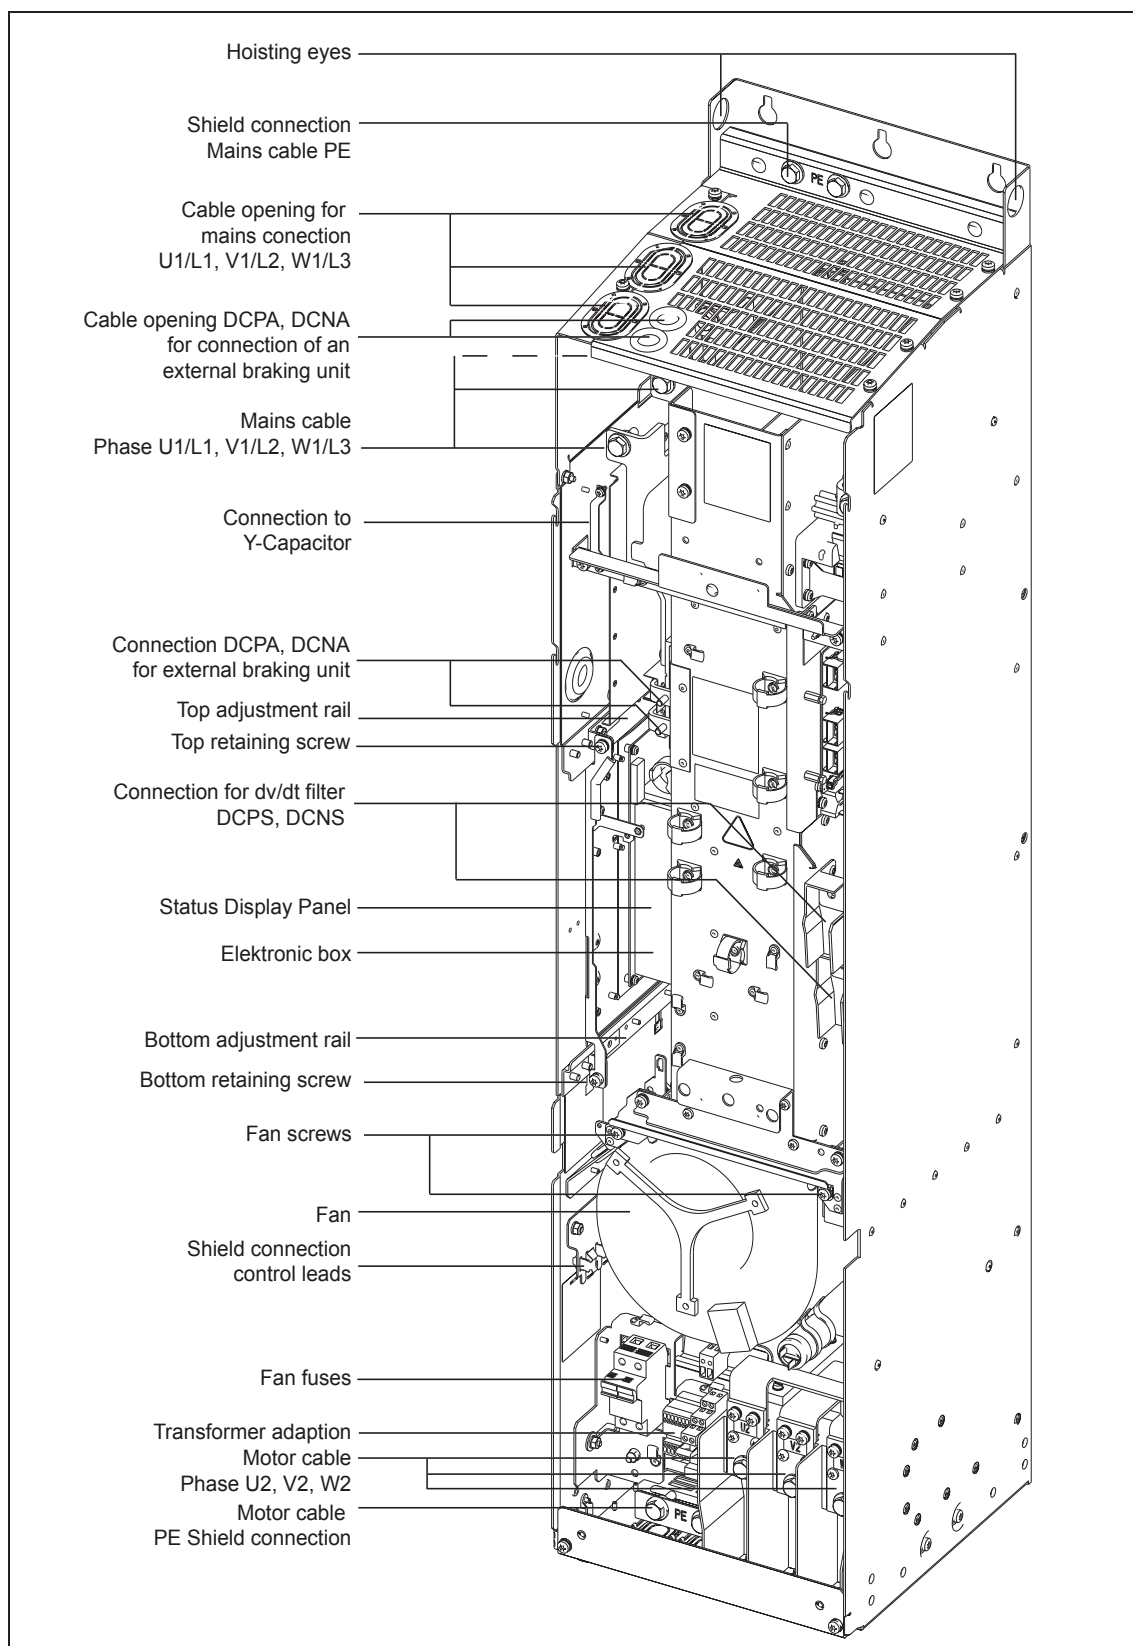 Hoisting eyes
Shield connection
Mains cable PE
PE
Cable opening for
mains conection
U1/L1, V1/L2, W1/L3
Cable opening DCPA, DCNA
for connection of an
external braking unit
Mains cable
Phase U1/L1, V1/L2, W1/L3
Connection to
Y-Capacitor
Connection DCPA, DCNA
for external braking unit
Top adjustment rail
Top retaining screw
Connection for dv/dt filter
DCPS, DCNS
Status Display Panel
Elektronic box
Bottom adjustment rail
Bottom retaining screw
Fan screws
Fan
Shield connection
control leads
Fan fuses
Transformer adaption
Motor cable
Phase U2, V2, W2
Motor cable
PE Shield connection
U2
V2
PE